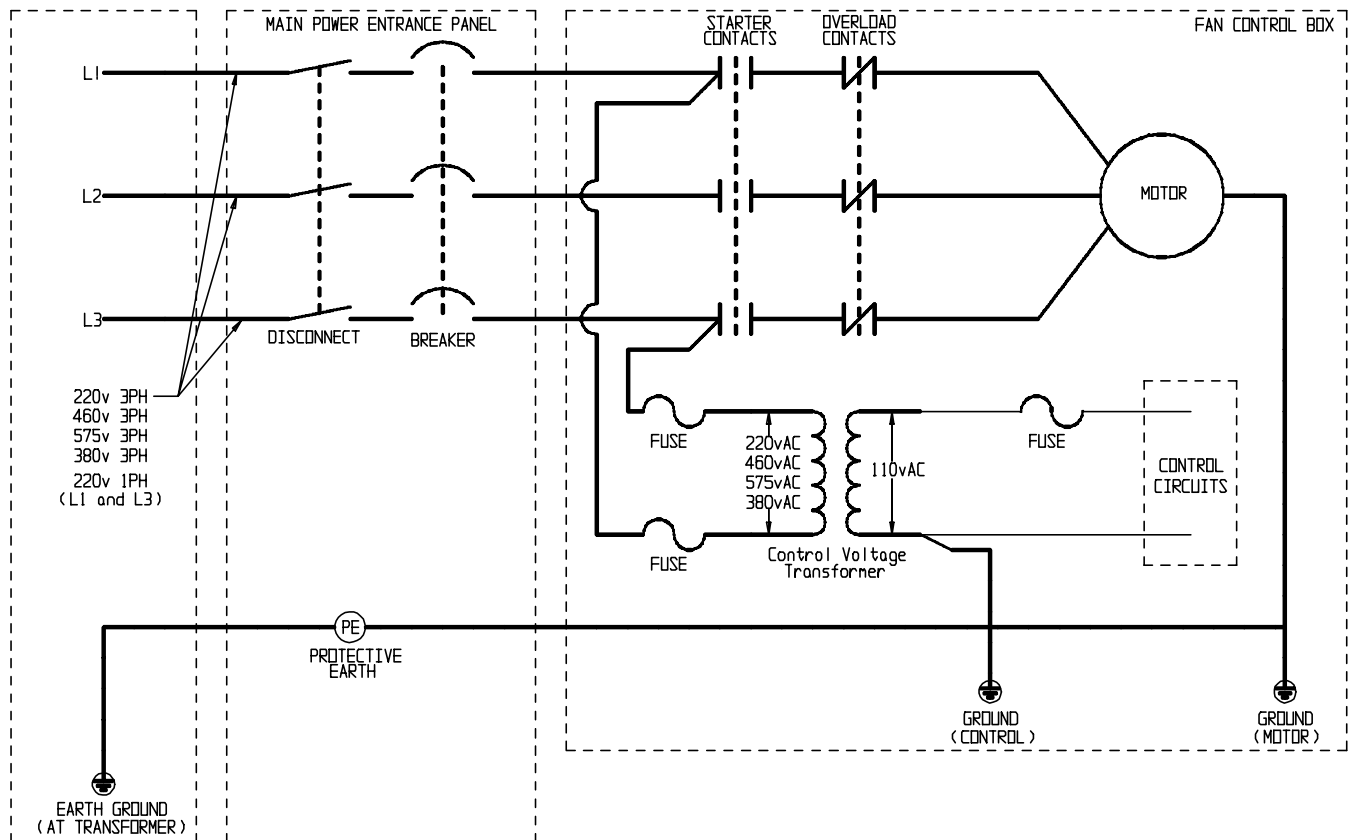 MAIN POWER ENTRANCE PANEL
STARTER
CONTACTS
OVERLOAD
CONTACTS
FAN CONTROL BOX
L1
L2
MOTOR
L3
DISCONNECT
BREAKER
220v 3PH
460v 3PH
575v 3PH
380v 3PH
220v 1PH
(L1 and L3)
FUSE
220vAC
460vAC
575vAC
380vAC
110vAC
FUSE
CONTROL
CIRCUITS
FUSE
Control Voltage
Transformer
PE
PROTECTIVE
EARTH
GROUND
(CONTROL)
GROUND
(MOTOR)
EARTH GROUND
(AT TRANSFORMER)